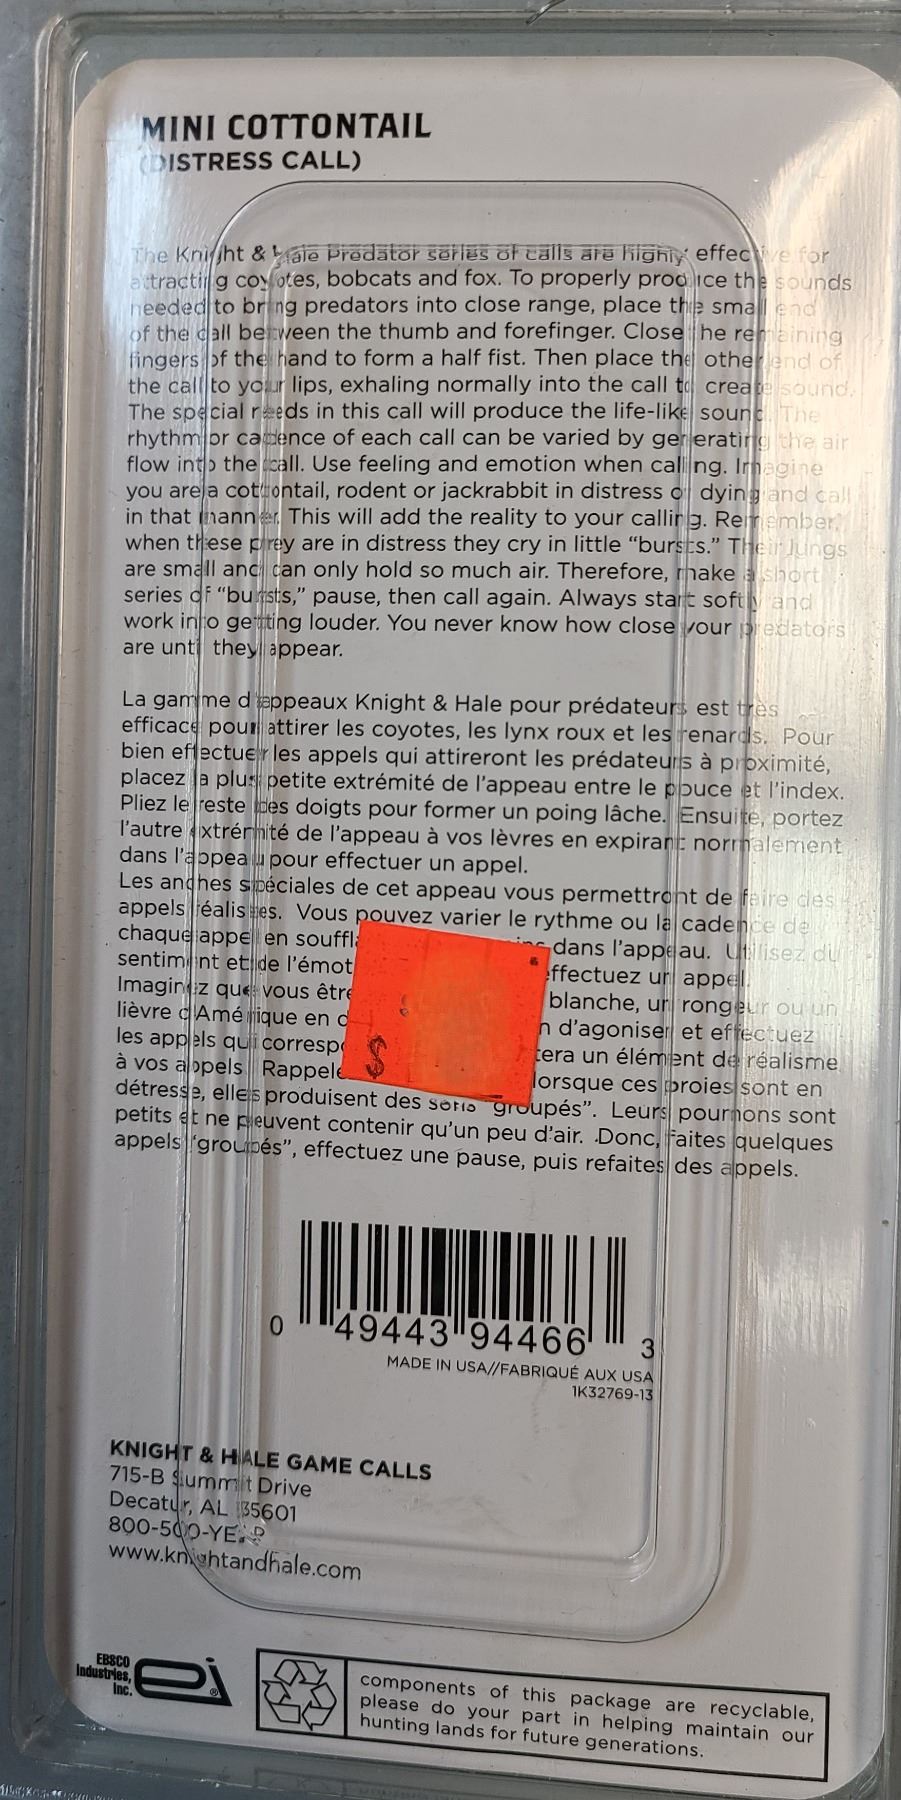 MINI COTTONTAIL
(DISTRESS CALL)
The Knight & Hale Predator series of calls are highly effective for
attracting coyotes, bobcats and fox. To properly produce the sounds
needed to bring predators into close range, place the small end
of the call between the thumb and forefinger. Close the remaining
fingers of the hand to form a half fist. Then place the other end of
the call to your lips, exhaling normally into the call to create sound.
The special reeds in this call will produce the life-like sound. The
rhythm or cadence of each call can be varied by generating the air
flow into the call. Use feeling and emotion when calling. Imagine
you are a cottontail, rodent or jackrabbit in distress or dying and call
in that manner. This will add the reality to your calling. Remember,
when these prey are in distress they cry in little “bursts.” Their lungs
are small and can only hold so much air. Therefore, make a short
series of “bursts,” pause, then call again. Always start softly and
work into getting louder. You never know how close your predators
are until they appear.
La gamme d'appeaux Knight & Hale pour prédateurs est très
efficace pour attirer les coyotes, les lynx roux et les renards. Pour
bien effectuer les appels qui attireront les prédateurs à proximité,
placez la plus petite extrémité de l'appeau entre le pouce et l'index.
Pliez le reste des doigts pour former un poing lâche. Ensuite, portez
l'autre extrémité de l'appeau à vos lèvres en expirant normalement
dans l'appeau pour effectuer un appel.
Les anches spéciales de cet appeau vous permettront de faire des
appels réalistes. Vous pouvez varier le rythme ou la cadence de
chaque appel en souffla dans l'appeau. Utilisez du
sentiment et de l'émot effectuez un appel.
Imaginez que vous être blanche, un rongeur ou un
lièvre d'Amérique en d d'agoniser et effectuez
les appels qui corresp tera un élément de réalisme
à vos appels. Rappele lorsque ces proies sont en
détresse, elles produisent des sons "groupés”. Leurs poumons sont
petits et ne peuvent contenir qu'un peu d'air. .Donc, faites quelques
appels "groupés”, effectuez une pause, puis refaites des appels.
$
0 49443 94466 3
MADE IN USA//FABRIQUÉ AUX USA
1K32769-13
KNIGHT & HALE GAME CALLS
715-B Summit Drive
Decatur, AL 35601
800-500-YELP
www.knightandhale.com
EBSCO
Industries,
Inc.
ei
components of this package are recyclable,
please do your part in helping maintain our
hunting lands for future generations.